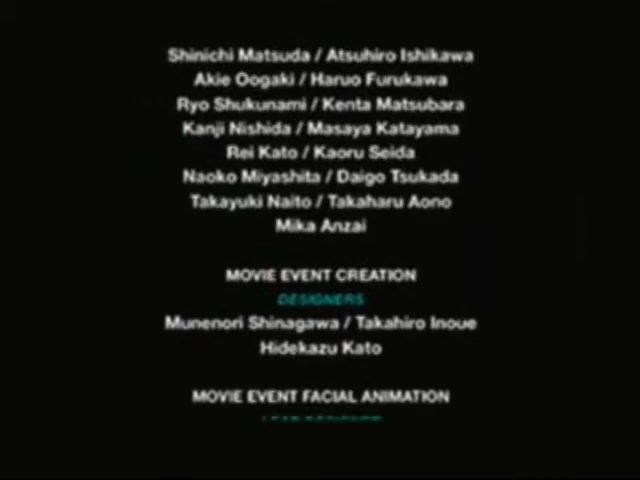 Shinichi Matsuda / Atsuhiro Ishikawa
Akie Oogaki / Haruo Furukawa
Ryo Shukunami / Kenta Matsubara
Kanji Nishida / Masaya Katayama
Rei Kato / Kaoru Seida
Naoko Miyashita / Daigo Tsukada
Takayuki Naito / Takaharu Aono
Mika Anzai
MOVIE EVENT CREATION
DESIGNERS
Munenori Shinagawa / Takahiro Inoue
Hidekazu Kato
MOVIE EVENT FACIAL ANIMATION